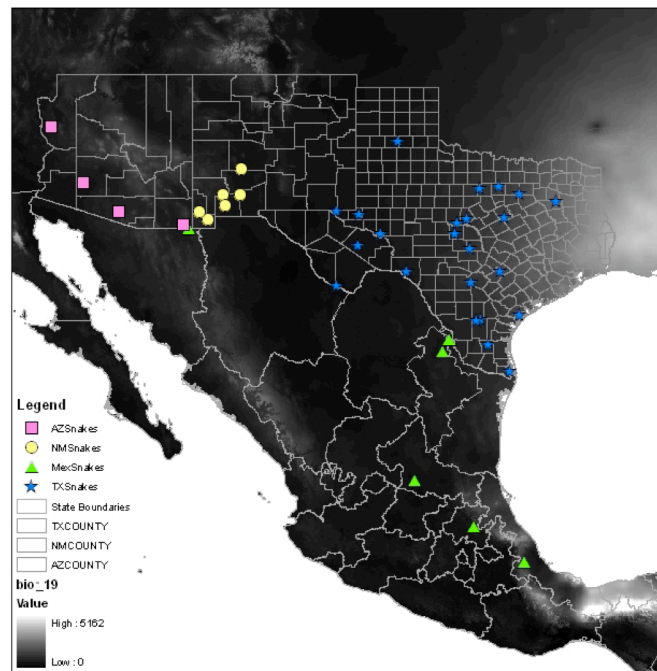 Legend
AZSnakes
NMSnakes
MexSnakes
TXSnakes
State Boundaries
TXCOUNTY
NMCOUNTY
AZCOUNTY
bio_19
Value
High : 5162
Low : 0